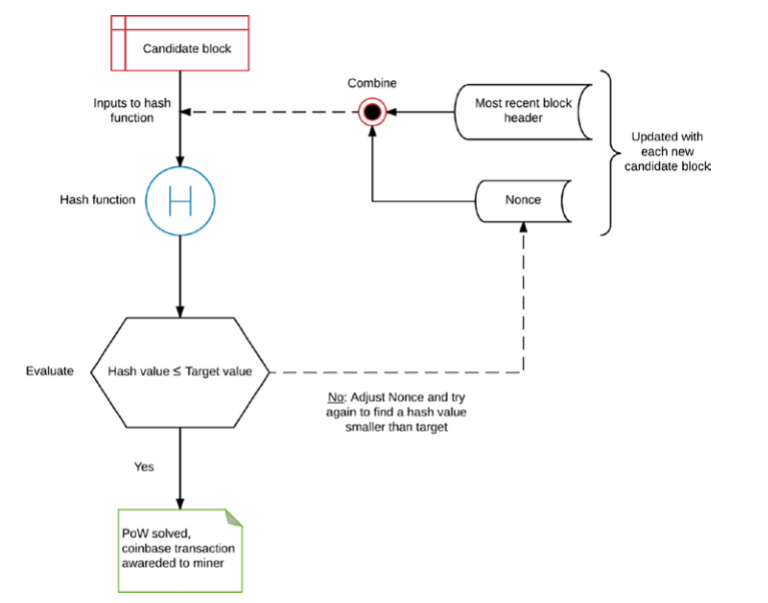 Candidate block
Combine
Inputs to hash
function
Most recent block
header
Updated with
each new
candidate block
Hash function
H
Nonce
Evaluate
Hash value ≤ Target value
No: Adjust Nonce and try
again to find a hash value
smaller than target
Yes
PoW solved,
coinbase transaction
awareded to miner